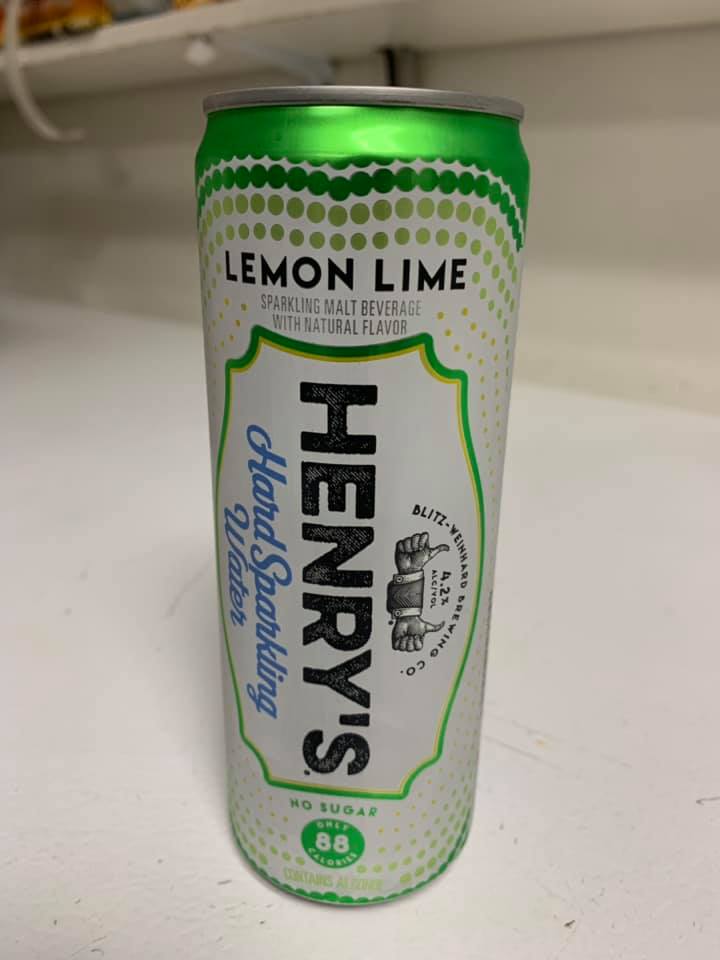 LEMON LIME
SPARKLING MALT BEVERAGE
WITH NATURAL FLAVOR
BLITZ-WEINHARD BREWING CO.
4.2%
ALC/VOL
HENRY'S
Hard Sparkling
Water
NO SUGAR
ONLY
88
CALORIES
CONTAINS ALCOHOL